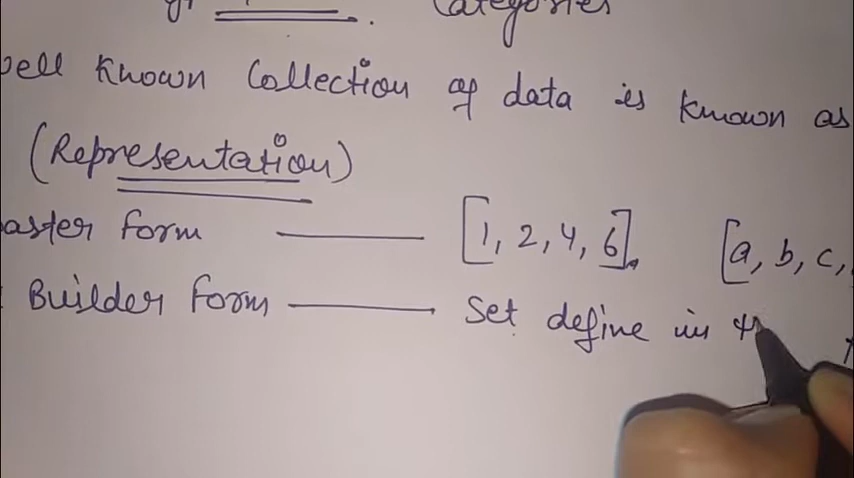 Categories
well known collection of data is known as
(Representation)
aster form — [1, 2, 4, 6]. [a, b, c,
Builder form — Set define in